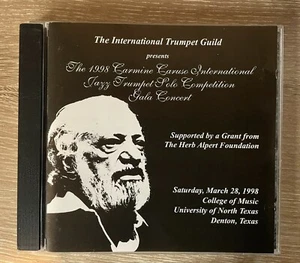 The International Trumpet Guild
presents
The 1998 Carmine Caruso International
Jazz Trumpet Solo Competition
Gala Concert
Supported by a Grant from
The Herb Alpert Foundation
Saturday, March 28, 1998
College of Music
University of North Texas
Denton, Texas